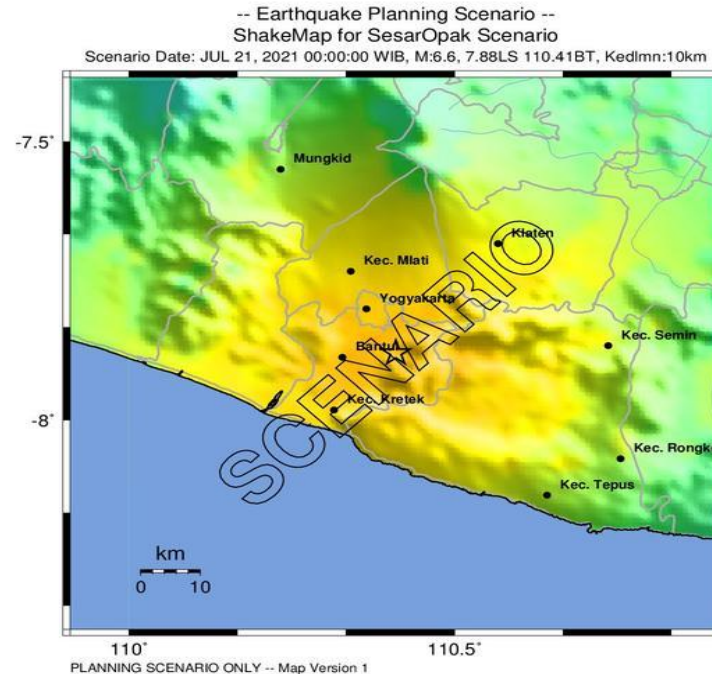 -- Earthquake Planning Scenario --
ShakeMap for SesarOpak Scenario
Scenario Date: JUL 21, 2021 00:00:00 WIB, M:6.6, 7.88LS 110.41BT, Kedlmn:10km
-7.5°
Mungkid
Klaten
Kec. Mlati
Yogyakarta
Kec. Semin
Bantul
SCENARIO
-8°
Kec. Kretek
Kec. Rongk
Kec. Tepus
km
0 10
110° 110.5°
PLANNING SCENARIO ONLY -- Map Version 1